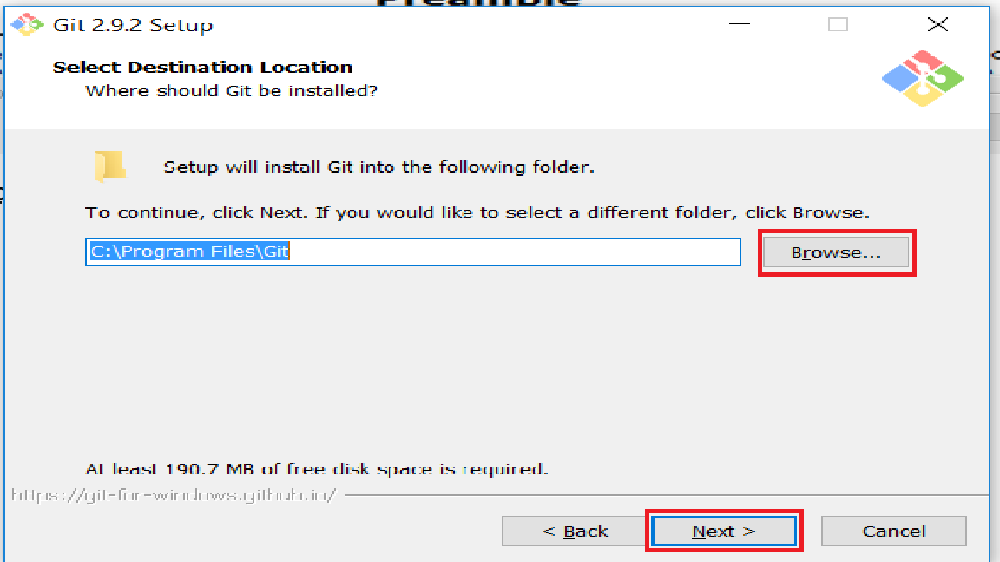 Preamble
Git 2.9.2 Setup
Select Destination Location
Where should Git be installed?
Setup will install Git into the following folder.
To continue, click Next. If you would like to select a different folder, click Browse.
C:\Program Files\Git
Browse...
At least 190.7 MB of free disk space is required.
https://git-for-windows.github.io/
< Back
Next >
Cancel